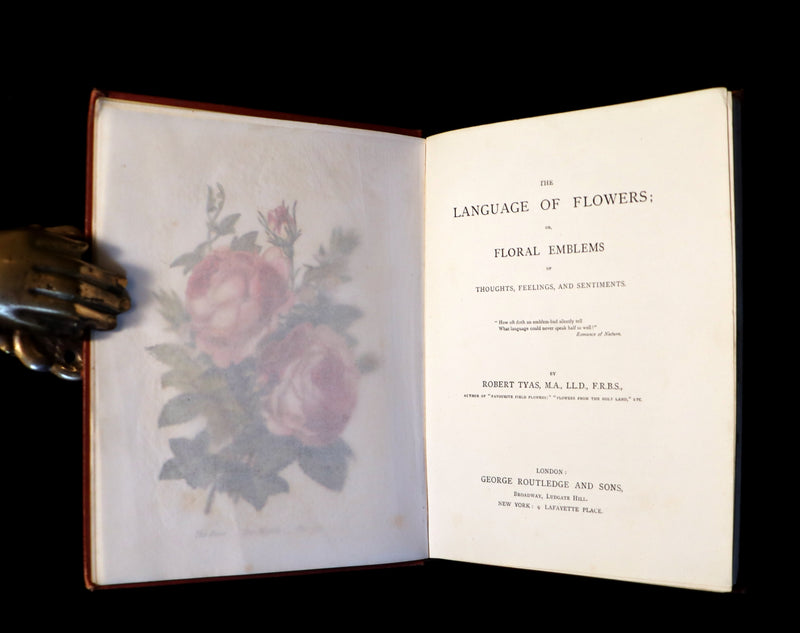 The Rose
THE
LANGUAGE OF FLOWERS;
OR,
FLORAL EMBLEMS
OF
THOUGHTS, FEELINGS, AND SENTIMENTS.
"How oft doth an emblem-bud silently tell
What language could never speak half so well!"
Romance of Nature.
BY
ROBERT TYAS, M.A., LL.D., F.R.B.S.,
AUTHOR OF "FAVOURITE FIELD FLOWERS;" "FLOWERS FROM THE HOLY LAND," ETC.
LONDON:
GEORGE ROUTLEDGE AND SONS,
BROADWAY, LUDGATE HILL.
NEW YORK: 9 LAFAYETTE PLACE.